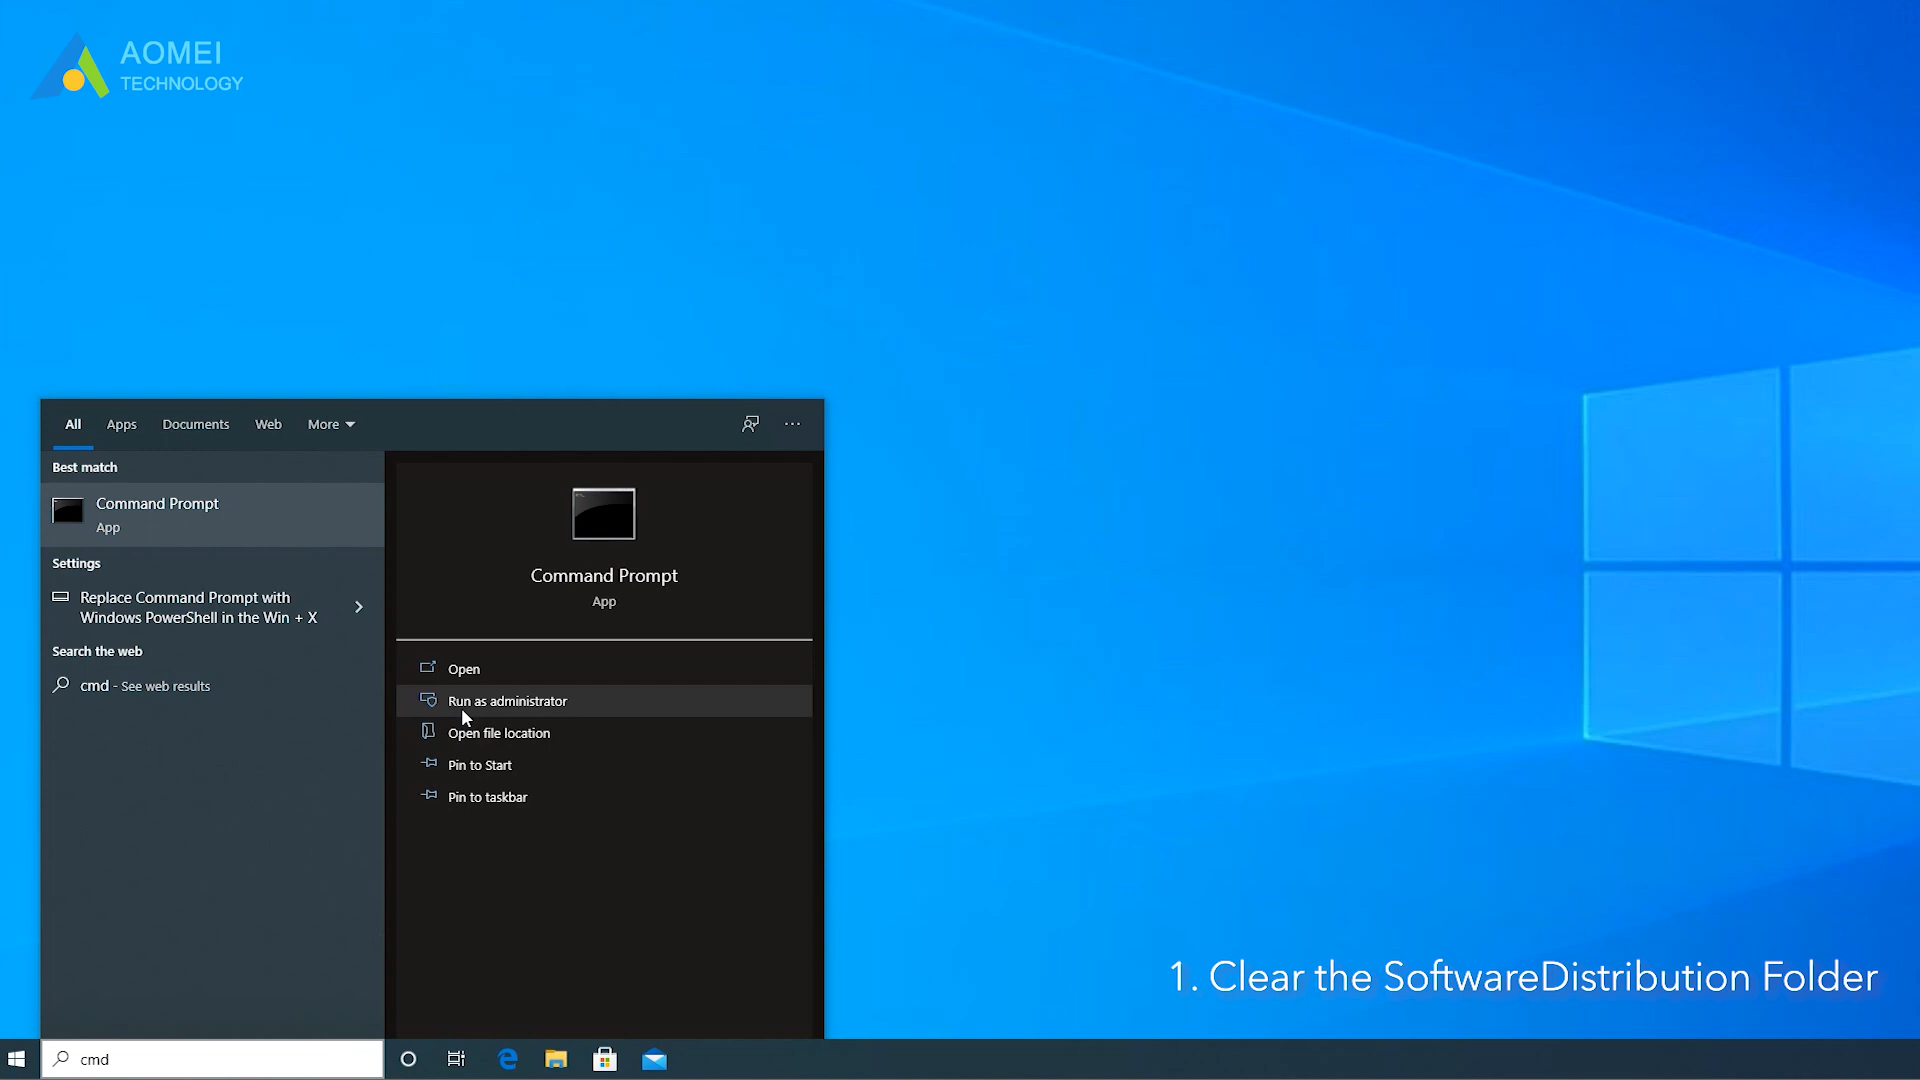 AOMEI
TECHNOLOGY
All Apps Documents Web More
Best match
Command Prompt
App
Settings
Replace Command Prompt with
Windows PowerShell in the Win + X
Search the web
cmd - See web results
Command Prompt
App
Open
Run as administrator
Open file location
Pin to Start
Pin to taskbar
1. Clear the SoftwareDistribution Folder
cmd